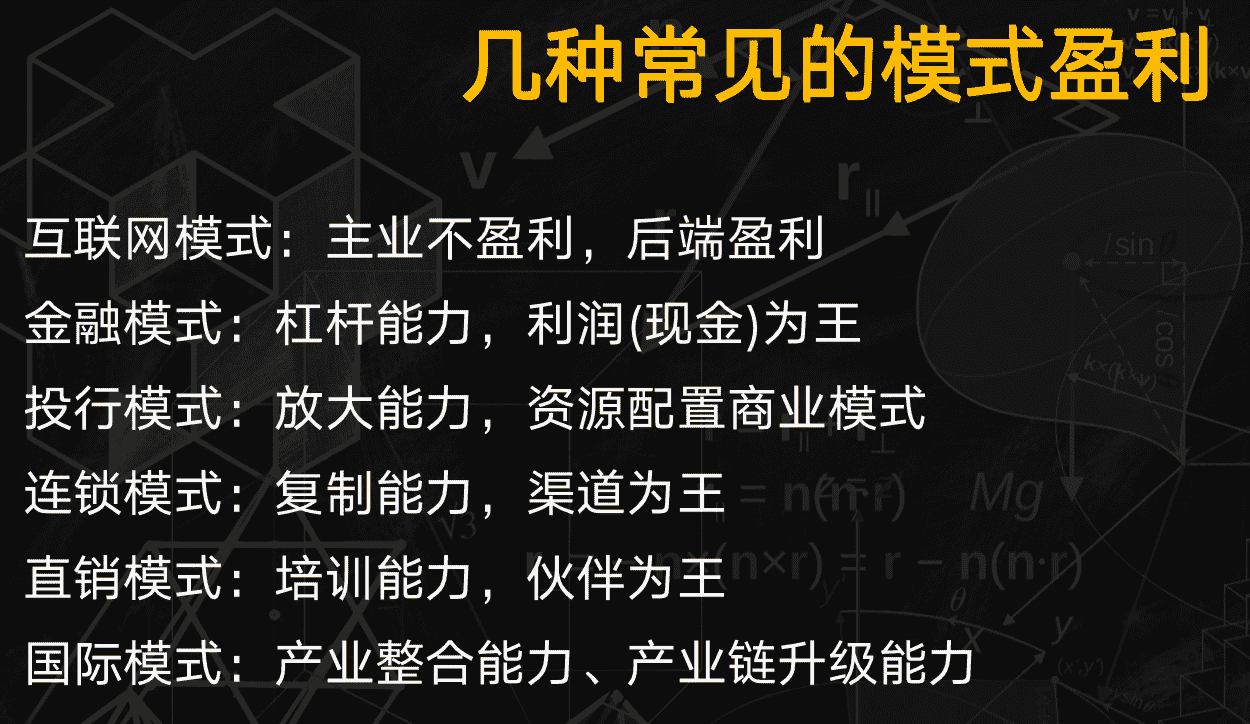 几种常见的模式盈利
互联网模式：主业不盈利，后端盈利
金融模式：杠杆能力，利润(现金)为王
投行模式：放大能力，资源配置商业模式
连锁模式：复制能力，渠道为王
直销模式：培训能力，伙伴为王
国际模式：产业整合能力、产业链升级能力